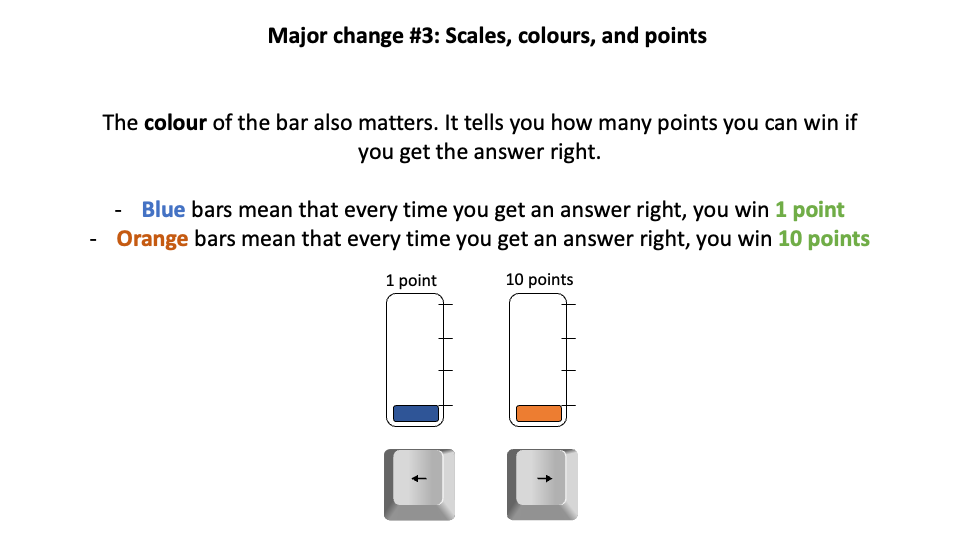 Major change #3: Scales, colours, and points
The colour of the bar also matters. It tells you how many points you can win if
you get the answer right.
- Blue bars mean that every time you get an answer right, you win 1 point
- Orange bars mean that every time you get an answer right, you win 10 points
1 point
10 points
← 
→